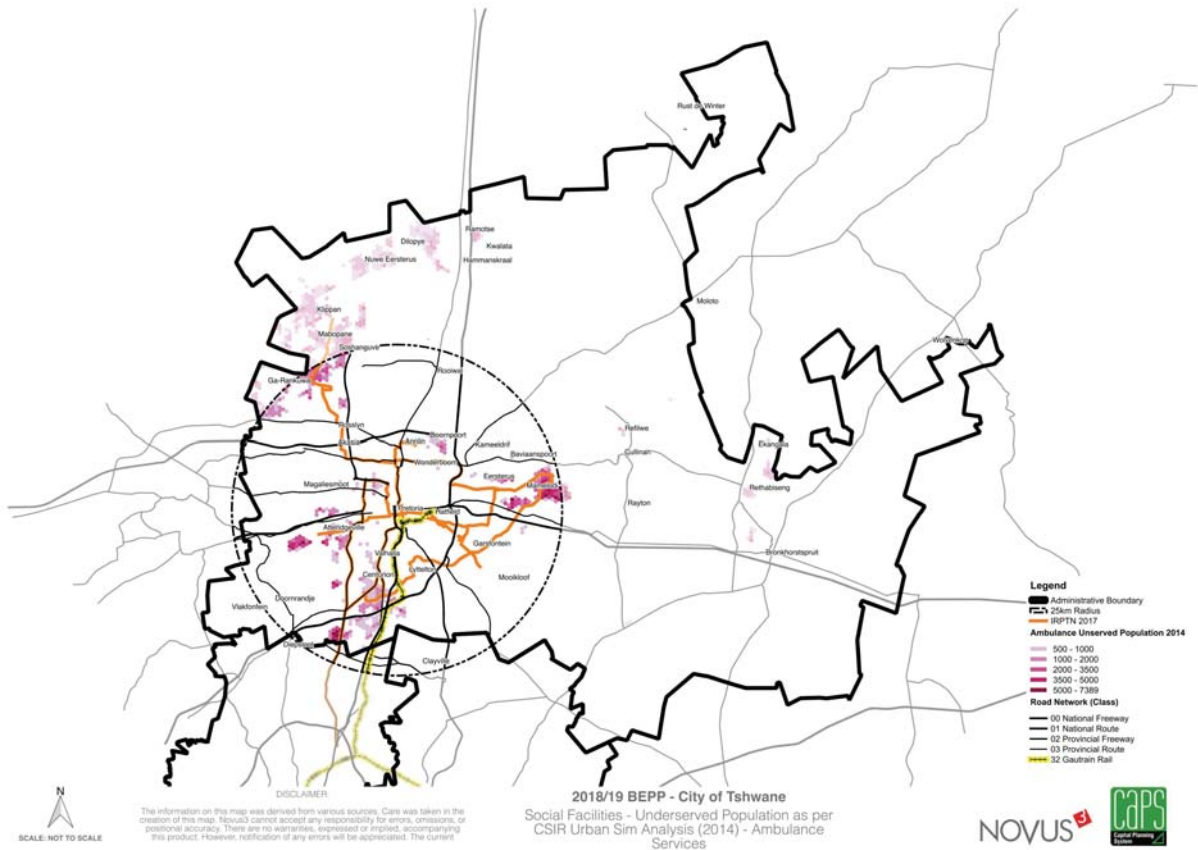 Rust de Winter
Ramotse
Dilopye
Kwalata
Nuwe Eersterus
Hammanskraal
Moloto
Klippan
Mabopane
Soshanguve
Rooiwal
Ga-Rankuwa
Rosslyn
Akasia
Annlin
Doornpoort
Kameeldrif
Refilwe
Ekangala
Wonderboom
Baviaanspoort
Cullinan
Magaliesmoot
Eersterus
Mamelodi
Rethabiseng
Pretoria
Hatfield
Rayton
Atteridgeville
Garsfontein
Valhalla
Bronkhorstspruit
Centurion
Lyttelton
Mooikloof
Doornrandje
Vlakfontein
Diepsloot
Clayville
Legend
Administrative Boundary
25km Radius
IRPTN 2017
Ambulance Unserved Population 2014
500 - 1000
1000 - 2000
2000 - 3500
3500 - 5000
5000 - 7389
Road Network (Class)
00 National Freeway
01 National Route
02 Provincial Freeway
03 Provincial Route
32 Gautrain Rail
N
SCALE: NOT TO SCALE
DISCLAIMER:
The information on this map was derived from various sources. Care was taken in the
creation of this map. Novus3 cannot accept any responsibility for errors, omissions, or
positional accuracy. There are no warranties, expressed or implied, accompanying
this product. However, notification of any errors will be appreciated. The current
2018/19 BEPP - City of Tshwane
Social Facilities - Underserved Population as per
CSIR Urban Sim Analysis (2014) - Ambulance
Services
NOVUS3
CaPS
Capital Planning
System